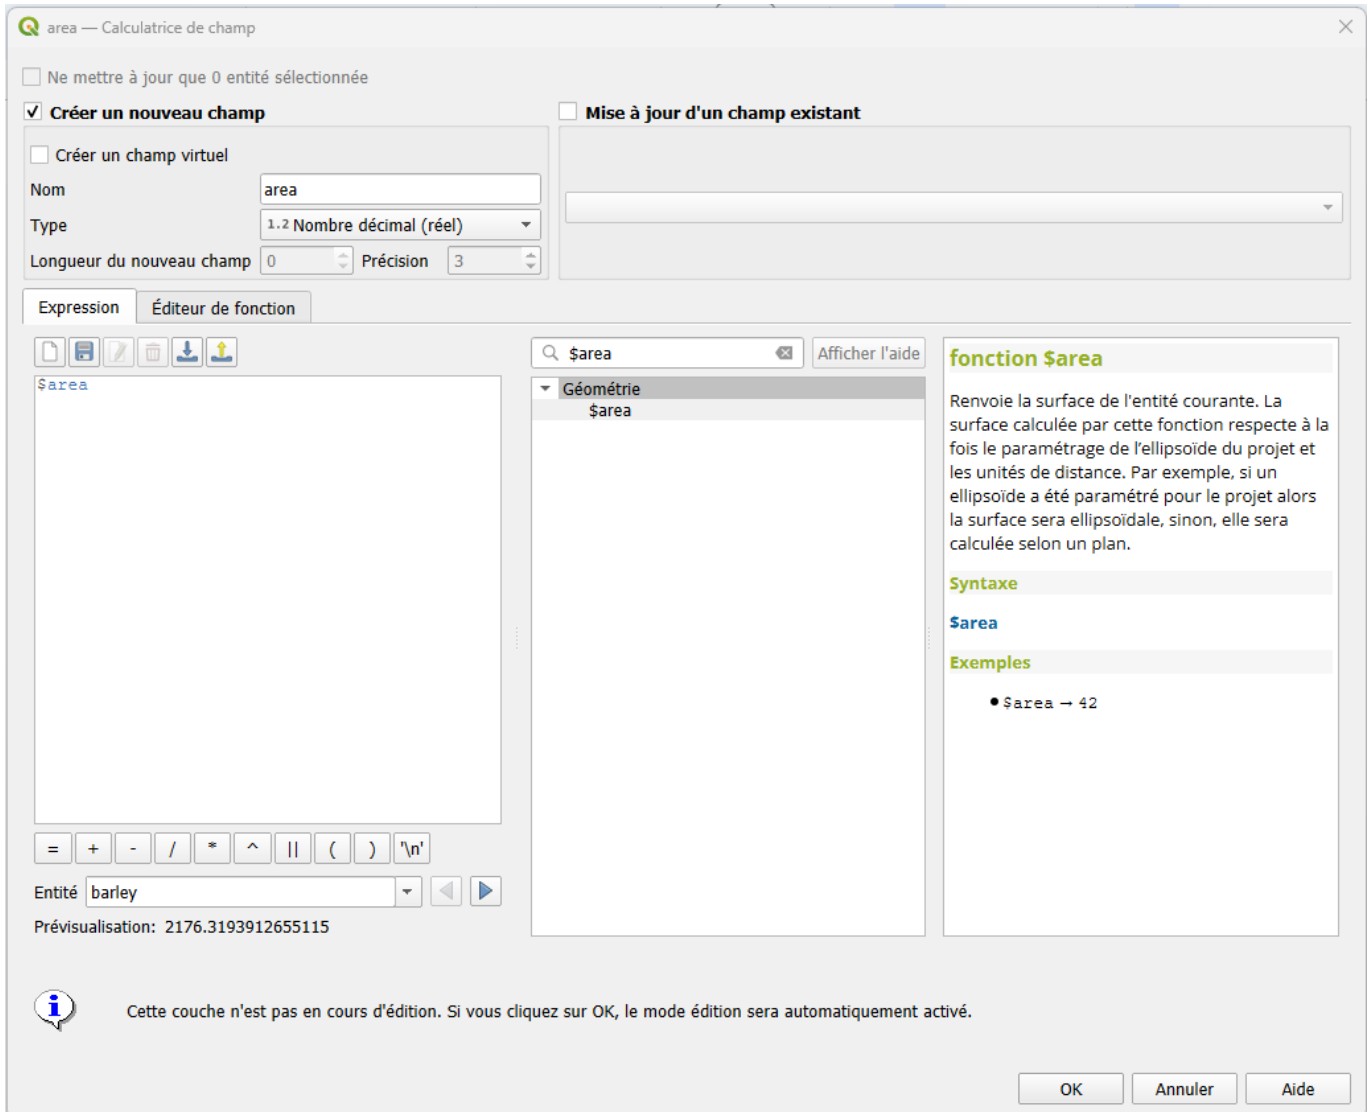 area — Calculatrice de champ
Ne mettre à jour que 0 entité sélectionnée
Créer un nouveau champ
Mise à jour d'un champ existant
Créer un champ virtuel
Nom
area
Type
1.2 Nombre décimal (réel)
Longueur du nouveau champ
0
Précision
3
Expression
Éditeur de fonction
$area
$area
Afficher l'aide
Géométrie
$area
fonction $area
Renvoie la surface de l'entité courante. La
surface calculée par cette fonction respecte à la
fois le paramétrage de l’ellipsoïde du projet et
les unités de distance. Par exemple, si un
ellipsoïde a été paramétré pour le projet alors
la surface sera ellipsoïdale, sinon, elle sera
calculée selon un plan.
Syntaxe
$area
Exemples
$area → 42
= + - / * ^ || ( ) '\n'
Entité
barley
Prévisualisation: 2176.3193912655115
Cette couche n'est pas en cours d'édition. Si vous cliquez sur OK, le mode édition sera automatiquement activé.
OK
Annuler
Aide